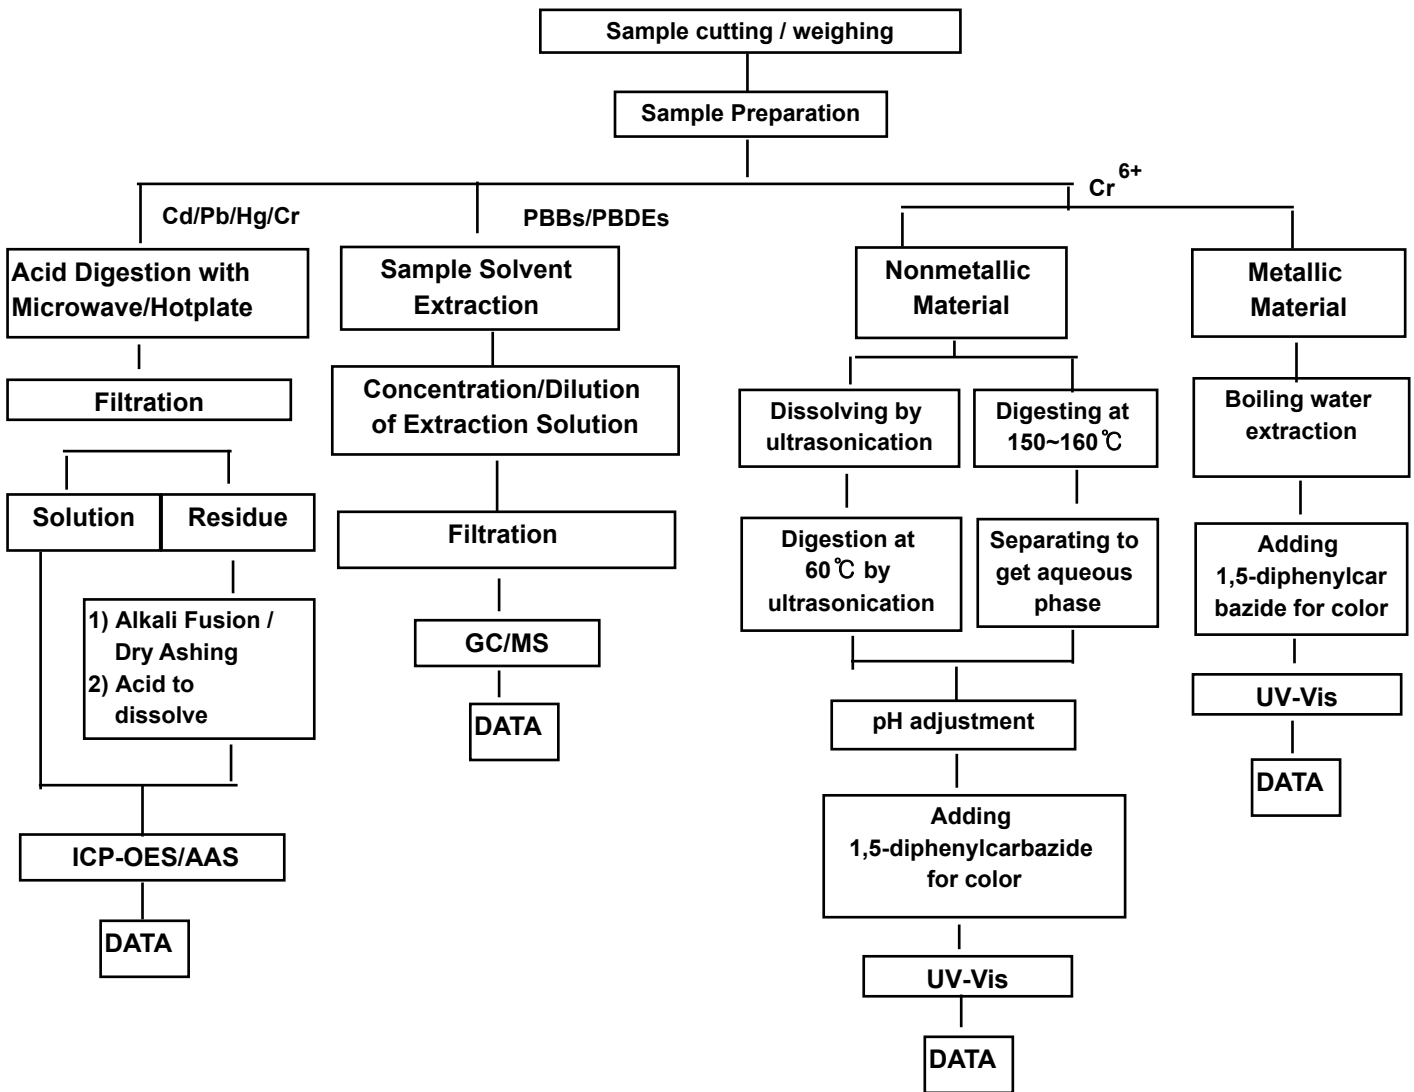 Sample cutting / weighing
Sample Preparation
Cd/Pb/Hg/Cr
PBBs/PBDEs
Cr 6+
Acid Digestion with
Microwave/Hotplate
Filtration
Solution
Residue
1) Alkali Fusion /
Dry Ashing
2) Acid to
dissolve
ICP-OES/AAS
DATA
Sample Solvent
Extraction
Concentration/Dilution
of Extraction Solution
Filtration
GC/MS
DATA
Nonmetallic
Material
Dissolving by
ultrasonication
Digestion at
60℃ by
ultrasonication
Digesting at
150~160℃
Separating to
get aqueous
phase
pH adjustment
Adding
1,5-diphenylcarbazide
for color
UV-Vis
DATA
Metallic
Material
Boiling water
extraction
Adding
1,5-diphenylcar
bazide for color
UV-Vis
DATA